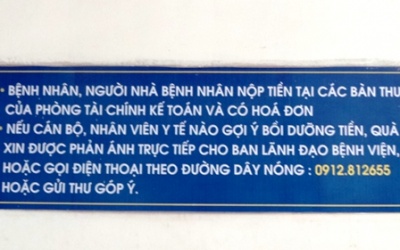 • BỆNH NHÂN, NGƯỜI NHÀ BỆNH NHÂN NỘP TIỀN TẠI CÁC BÀN THU
CỦA PHÒNG TÀI CHÍNH KẾ TOÁN VÀ CÓ HOÁ ĐƠN
• NẾU CÁN BỘ, NHÂN VIÊN Y TẾ NÀO GỢI Ý BỒI DƯỠNG TIỀN, QUÀ
XIN ĐƯỢC PHẢN ÁNH TRỰC TIẾP CHO BAN LÃNH ĐẠO BỆNH VIỆN,
HOẶC GỌI ĐIỆN THOẠI THEO ĐƯỜNG DÂY NÓNG : 0912.812655
HOẶC GỬI THƯ GÓP Ý.